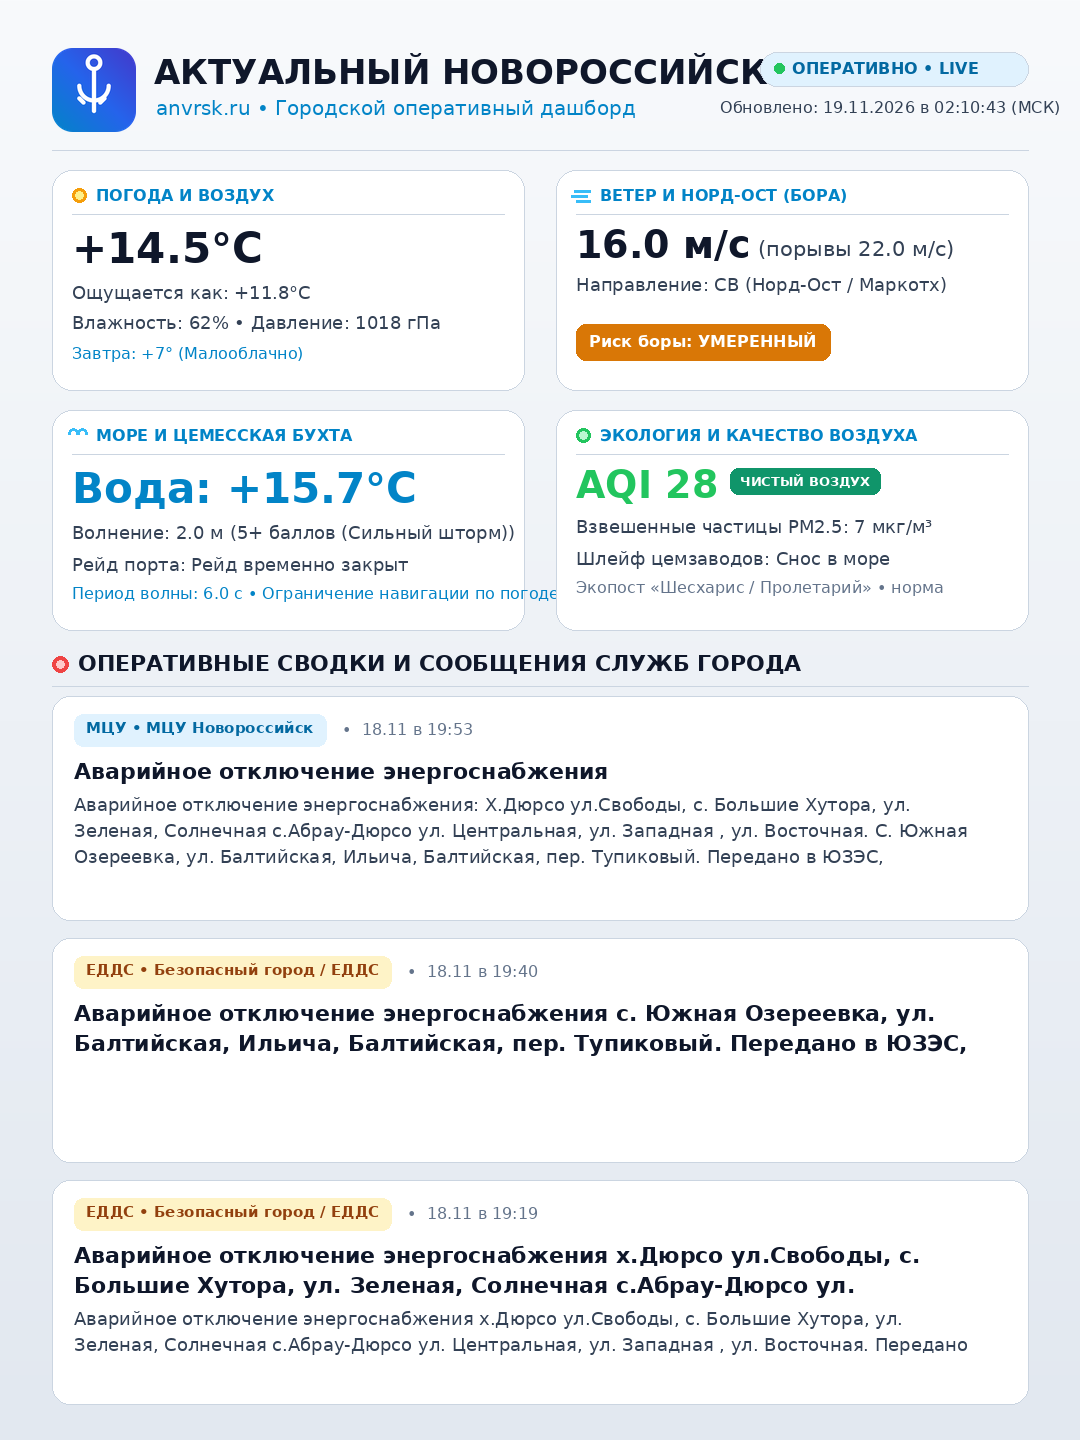 АКТУАЛЬНЫЙ НОВОРОССИЙСК
ОПЕРАТИВНО • LIVE
anvrsk.ru • Городской оперативный дашборд
Обновлено: 19.11.2026 в 02:10:43 (МСК)
ПОГОДА И ВОЗДУХ
+14.5°C
Ощущается как: +11.8°C
Влажность: 62% • Давление: 1018 гПа
Завтра: +7° (Малооблачно)
ВЕТЕР И НОРД-ОСТ (БОРА)
16.0 м/с (порывы 22.0 м/с)
Направление: СВ (Норд-Ост / Маркотх)
Риск боры: УМЕРЕННЫЙ
МОРЕ И ЦЕМЕССКАЯ БУХТА
Вода: +15.7°C
Волнение: 2.0 м (5+ баллов (Сильный шторм))
Рейд порта: Рейд временно закрыт
Период волны: 6.0 с • Ограничение навигации по погоде
ЭКОЛОГИЯ И КАЧЕСТВО ВОЗДУХА
AQI 28 ЧИСТЫЙ ВОЗДУХ
Взвешенные частицы PM2.5: 7 мкг/м³
Шлейф цемзаводов: Снос в море
Экопост «Шесхарис / Пролетарий» • норма
ОПЕРАТИВНЫЕ СВОДКИ И СООБЩЕНИЯ СЛУЖБ ГОРОДА
МЦУ • МЦУ Новороссийск • 18.11 в 19:53
Аварийное отключение энергоснабжения
Аварийное отключение энергоснабжения: Х.Дюрсо ул.Свободы, с. Большие Хутора, ул.
Зеленая, Солнечная с.Абрау-Дюрсо ул. Центральная, ул. Западная , ул. Восточная. С. Южная
Озереевка, ул. Балтийская, Ильича, Балтийская, пер. Тупиковый. Передано в ЮЗЭС,
ЕДДС • Безопасный город / ЕДДС • 18.11 в 19:40
Аварийное отключение энергоснабжения с. Южная Озереевка, ул.
Балтийская, Ильича, Балтийская, пер. Тупиковый. Передано в ЮЗЭС,
ЕДДС • Безопасный город / ЕДДС • 18.11 в 19:19
Аварийное отключение энергоснабжения х.Дюрсо ул.Свободы, с.
Большие Хутора, ул. Зеленая, Солнечная с.Абрау-Дюрсо ул.
Аварийное отключение энергоснабжения х.Дюрсо ул.Свободы, с. Большие Хутора, ул.
Зеленая, Солнечная с.Абрау-Дюрсо ул. Центральная, ул. Западная , ул. Восточная. Передано